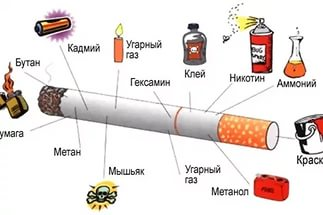 Кадмий
Угарный
газ
Клей
Никотин
Аммоний
Бутан
Гексамин
умага
Метан
Мышьяк
Угарный
газ
Метанол
Краск